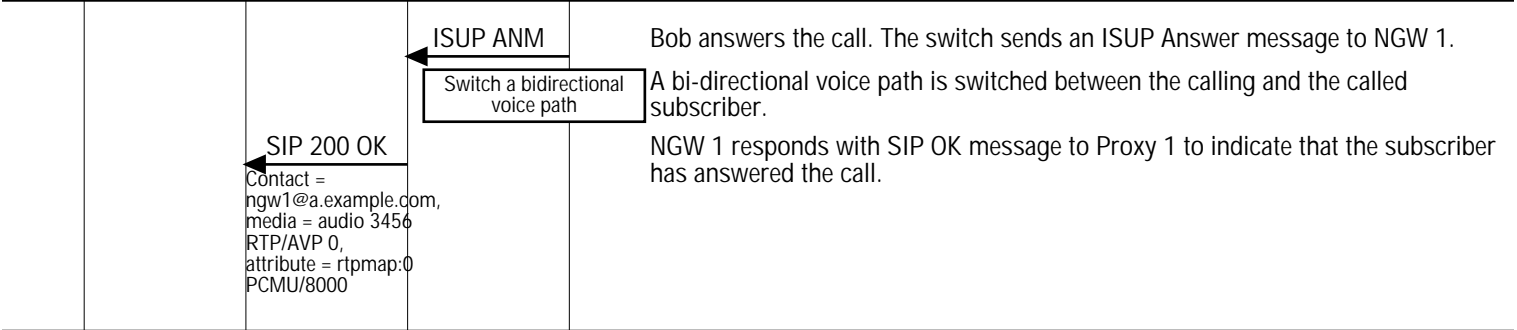 ISUP ANM
Bob answers the call. The switch sends an ISUP Answer message to NGW 1.
Switch a bidirectional
voice path
A bi-directional voice path is switched between the calling and the called
subscriber.
SIP 200 OK
NGW 1 responds with SIP OK message to Proxy 1 to indicate that the subscriber
has answered the call.
Contact =
ngw1@a.example.com,
media = audio 3456
RTP/AVP 0,
attribute = rtpmap:0
PCMU/8000